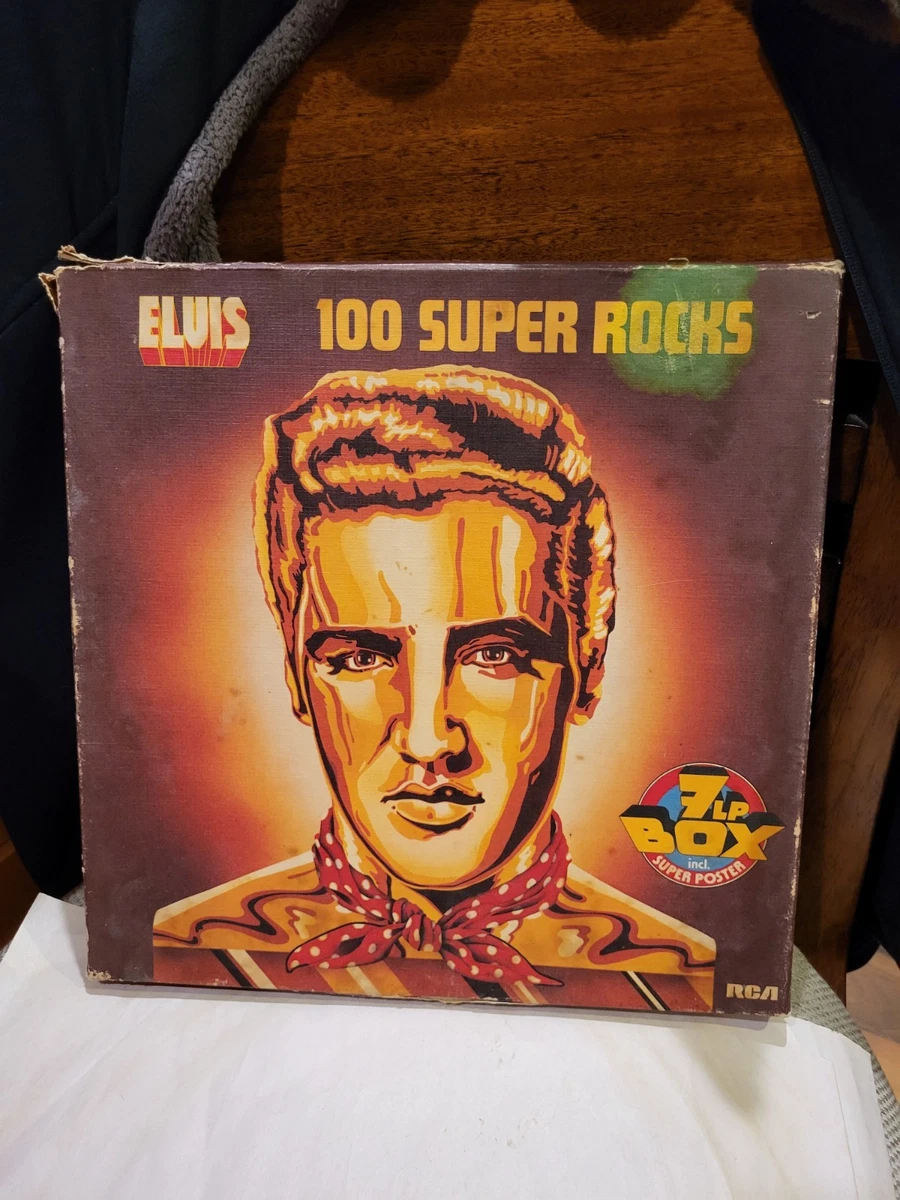 ELVIS
100 SUPER ROCKS
7 LP
BOX
incl.
SUPER POSTER
RCA